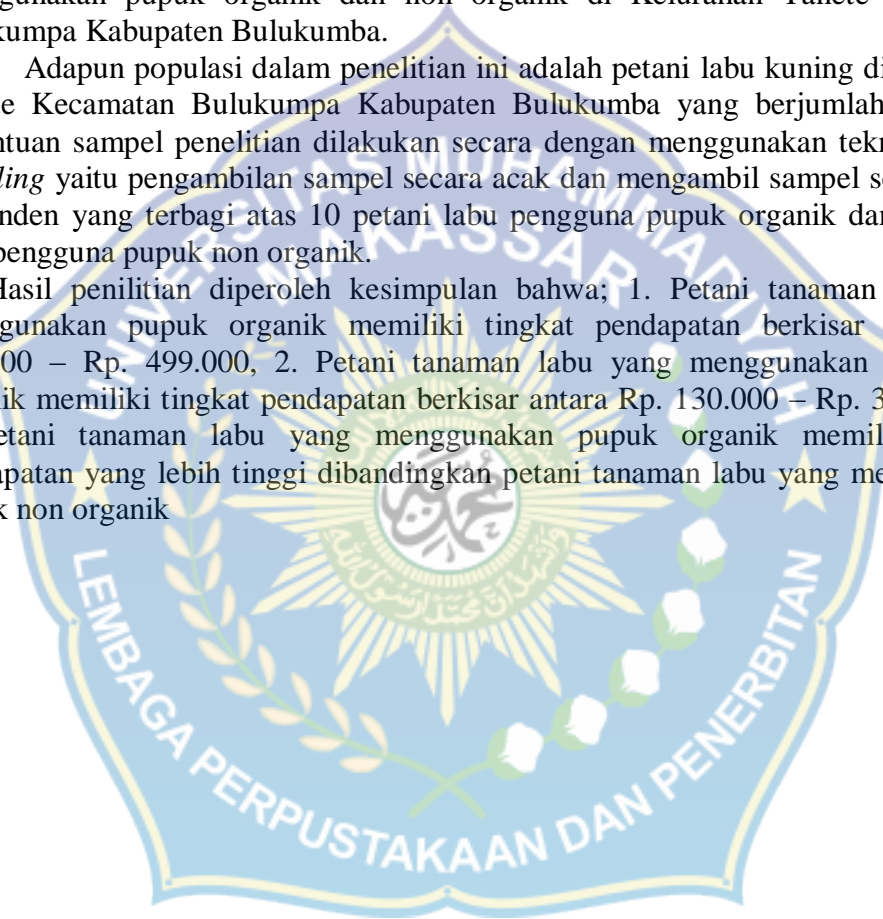 gunakan pupuk organik dan non organik di Kelurahan Tanete
kumpa Kabupaten Bulukumba.
Adapun populasi dalam penelitian ini adalah petani labu kuning di
e Kecamatan Bulukumpa Kabupaten Bulukumba yang berjumlah
ntuan sampel penelitian dilakukan secara dengan menggunakan tekn
ling yaitu pengambilan sampel secara acak dan mengambil sampel se
nden yang terbagi atas 10 petani labu pengguna pupuk organik dan
pengguna pupuk non organik.
Hasil penilitian diperoleh kesimpulan bahwa; 1. Petani tanaman
gunakan pupuk organik memiliki tingkat pendapatan berkisar
00 – Rp. 499.000, 2. Petani tanaman labu yang menggunakan
ik memiliki tingkat pendapatan berkisar antara Rp. 130.000 – Rp. 3
etani tanaman labu yang menggunakan pupuk organik memil
apatan yang lebih tinggi dibandingkan petani tanaman labu yang me
k non organik
UNIVERSITAS MUHAMMADIYAH
MAKASSAR
LEMBAGA PERPUSTAKAAN DAN PENERBITAN